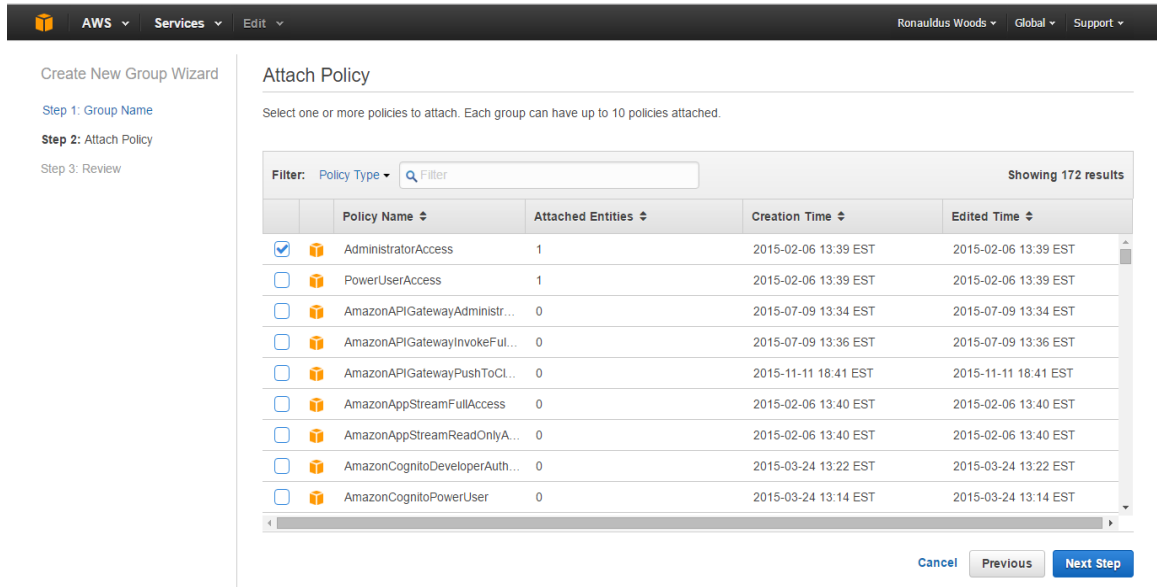 AWS Services Edit Ronauldus Woods Global Support
Create New Group Wizard
Step 1: Group Name
Step 2: Attach Policy
Step 3: Review
Attach Policy
Select one or more policies to attach. Each group can have up to 10 policies attached.
Filter: Policy Type Filter Showing 172 results
Policy Name Attached Entities Creation Time Edited Time
AdministratorAccess 1 2015-02-06 13:39 EST 2015-02-06 13:39 EST
PowerUserAccess 1 2015-02-06 13:39 EST 2015-02-06 13:39 EST
AmazonAPIGatewayAdministr... 0 2015-07-09 13:34 EST 2015-07-09 13:34 EST
AmazonAPIGatewayInvokeFul... 0 2015-07-09 13:36 EST 2015-07-09 13:36 EST
AmazonAPIGatewayPushToCl... 0 2015-11-11 18:41 EST 2015-11-11 18:41 EST
AmazonAppStreamFullAccess 0 2015-02-06 13:40 EST 2015-02-06 13:40 EST
AmazonAppStreamReadOnlyA... 0 2015-02-06 13:40 EST 2015-02-06 13:40 EST
AmazonCognitoDeveloperAuth... 0 2015-03-24 13:22 EST 2015-03-24 13:22 EST
AmazonCognitoPowerUser 0 2015-03-24 13:14 EST 2015-03-24 13:14 EST
Cancel Previous Next Step